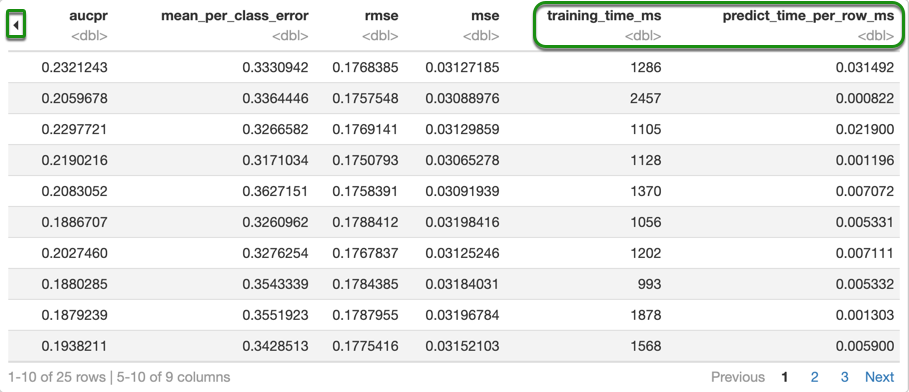 aucpr mean_per_class_error rmse mse training_time_ms predict_time_per_row_ms
<dbl> <dbl> <dbl> <dbl> <dbl> <dbl>
0.2321243 0.3330942 0.1768385 0.03127185 1286 0.031492
0.2059678 0.3364446 0.1757548 0.03088976 2457 0.000822
0.2297721 0.3266582 0.1769141 0.03129859 1105 0.021900
0.2190216 0.3171034 0.1750793 0.03065278 1128 0.001196
0.2083052 0.3627151 0.1758391 0.03091939 1370 0.007072
0.1886707 0.3260962 0.1788412 0.03198416 1056 0.005331
0.2027460 0.3276254 0.1767837 0.03125246 1202 0.007111
0.1880285 0.3543339 0.1784385 0.03184031 993 0.005332
0.1879239 0.3551923 0.1787955 0.03196784 1878 0.001303
0.1938211 0.3428513 0.1775416 0.03152103 1568 0.005900
1-10 of 25 rows | 5-10 of 9 columns Previous 1 2 3 Next